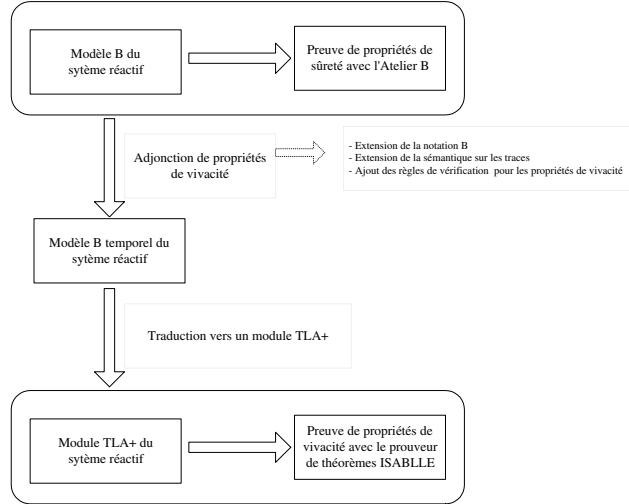 Modèle B du
sytème réactif
Preuve de propriétés de
sûreté avec l'Atelier B
Adjonction de propriétés
de vivacité
- Extension de la notation B
- Extension de la sémantique sur les traces
- Ajout des règles de vérification pour les propriétés de vivacité
Modèle B temporel du
sytème réactif
Traduction vers un module TLA+
Module TLA+ du
sytème réactif
Preuve de propriétés de
vivacité avec le prouveur
de théorèmes ISABLLE